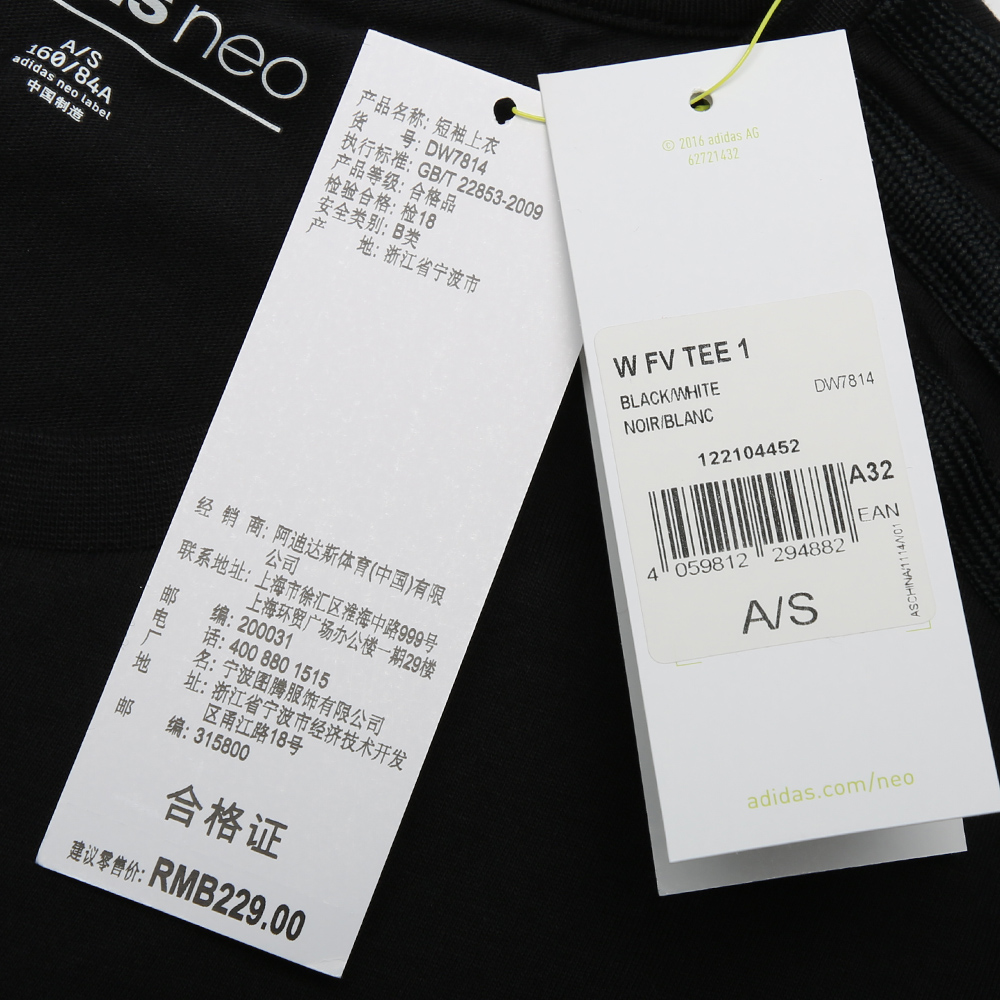 neo
A/S
160/84A
adidas neo label
中国制造
产品名称: 短袖上衣
货 号: DW7814
执行标准: GB/T 22853-2009
产品等级: 合格品
检验合格: 检18
安全类别: B类
产 地: 浙江省宁波市
经 销 商: 阿迪达斯体育(中国)有限
公司
联系地址: 上海市徐汇区淮海中路999号
上海环贸广场办公楼一期29楼
邮 编: 200031
电 话: 400 880 1515
厂 名: 宁波图腾服饰有限公司
地 址: 浙江省宁波市经济技术开发
区甬江路18号
邮 编: 315800
合格证
建议零售价: RMB229.00
© 2016 adidas AG
62721432
W FV TEE 1
BLACK/WHITE DW7814
NOIR/BLANC
122104452
A32
EAN
4 059812 294882
A/S
adidas.com/neo